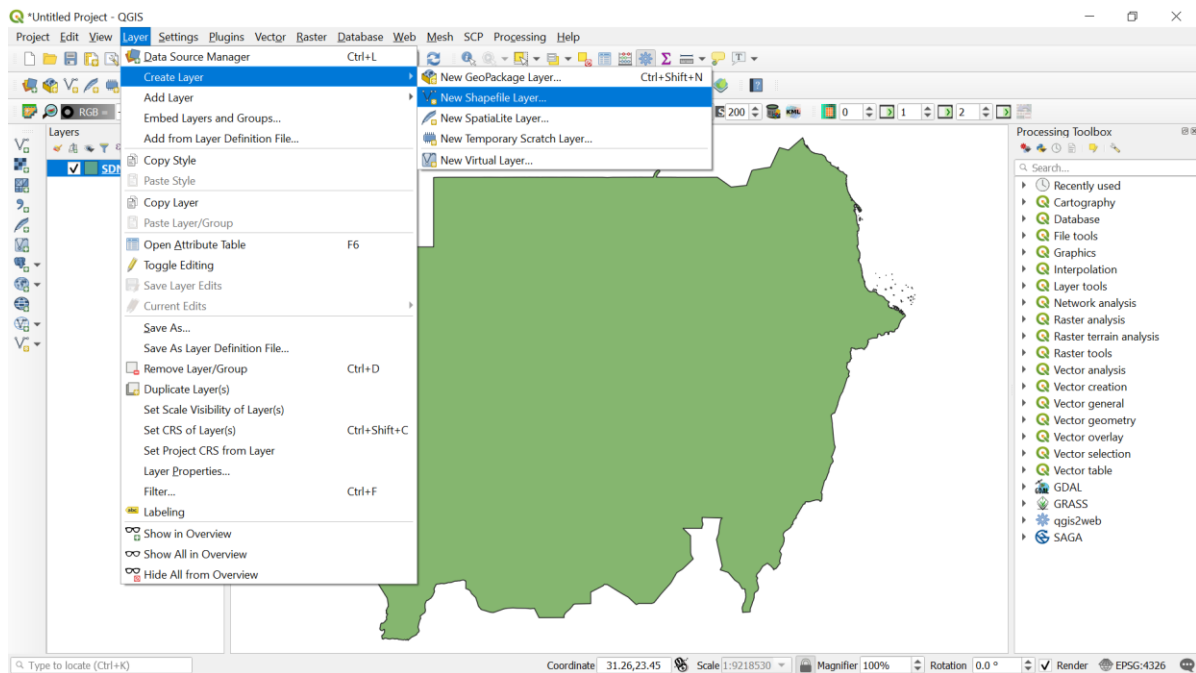 *Untitled Project - QGIS
Project Edit View Layer Settings Plugins Vector Raster Database Web Mesh SCP Processing Help
Data Source Manager Ctrl+L
Create Layer
Add Layer
Embed Layers and Groups...
Add from Layer Definition File...
Copy Style
Paste Style
Copy Layer
Paste Layer/Group
Open Attribute Table F6
Toggle Editing
Save Layer Edits
Current Edits
Save As...
Save As Layer Definition File...
Remove Layer/Group Ctrl+D
Duplicate Layer(s)
Set Scale Visibility of Layer(s)
Set CRS of Layer(s) Ctrl+Shift+C
Set Project CRS from Layer
Layer Properties...
Filter... Ctrl+F
Labeling
Show in Overview
Show All in Overview
Hide All from Overview
New GeoPackage Layer... Ctrl+Shift+N
New Shapefile Layer...
New SpatiaLite Layer...
New Temporary Scratch Layer...
New Virtual Layer...
RGB =
200 0 1 2
Layers
SDN
Processing Toolbox
Search...
Recently used
Cartography
Database
File tools
Graphics
Interpolation
Layer tools
Network analysis
Raster analysis
Raster terrain analysis
Raster tools
Vector analysis
Vector creation
Vector general
Vector geometry
Vector overlay
Vector selection
Vector table
GDAL
GRASS
qgis2web
SAGA
Type to locate (Ctrl+K) Coordinate 31.26,23.45 Scale 1:9218530 Magnifier 100% Rotation 0.0 ° Render EPSG:4326